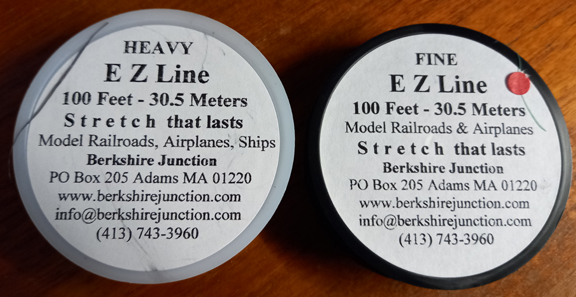 HEAVY
E Z Line
100 Feet - 30.5 Meters
Stretch that lasts
Model Railroads, Airplanes, Ships
Berkshire Junction
PO Box 205 Adams MA 01220
www.berkshirejunction.com
info@berkshirejunction.com
(413) 743-3960
FINE
E Z Line
100 Feet - 30.5 Meters
Model Railroads & Airplanes
Stretch that lasts
Berkshire Junction
PO Box 205 Adams MA 01220
www.berkshirejunction.com
info@berkshirejunction.com
(413) 743-3960